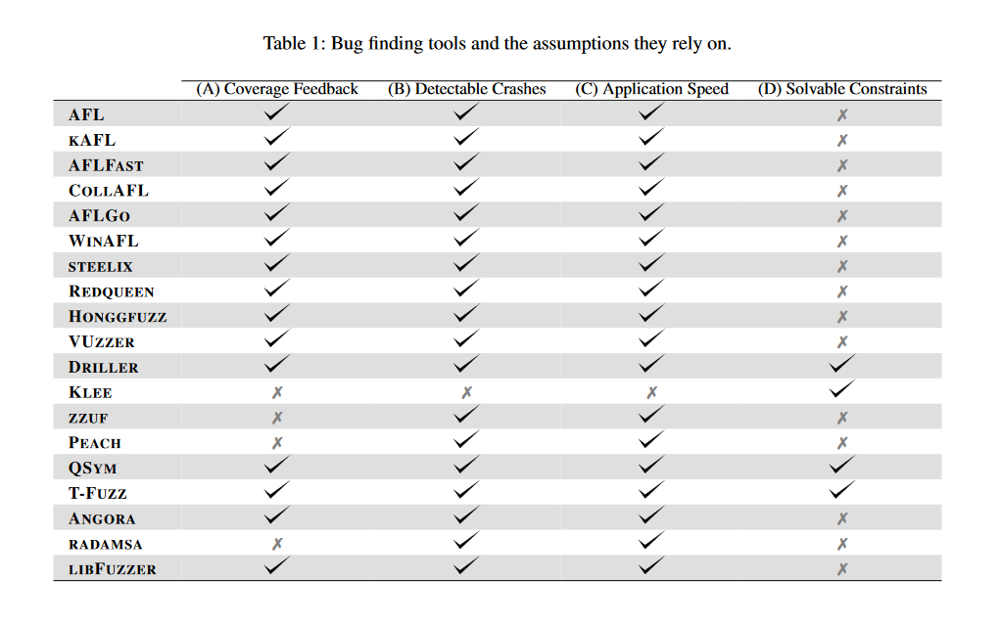 Table 1: Bug finding tools and the assumptions they rely on.
(A) Coverage Feedback (B) Detectable Crashes (C) Application Speed (D) Solvable Constraints
AFL ✓ ✓ ✓ ✗
KAFL ✓ ✓ ✓ ✗
AFLFAST ✓ ✓ ✓ ✗
COLLAFL ✓ ✓ ✓ ✗
AFLGO ✓ ✓ ✓ ✗
WINAFL ✓ ✓ ✓ ✗
STEELIX ✓ ✓ ✓ ✗
REDQUEEN ✓ ✓ ✓ ✗
HONGGFUZZ ✓ ✓ ✓ ✗
VUZZER ✓ ✓ ✓ ✗
DRILLER ✓ ✓ ✓ ✓
KLEE ✗ ✗ ✗ ✓
ZZUF ✗ ✓ ✓ ✗
PEACH ✗ ✓ ✓ ✗
QSYM ✓ ✓ ✓ ✓
T-FUZZ ✓ ✓ ✓ ✓
ANGORA ✓ ✓ ✓ ✗
RADAMSA ✗ ✓ ✓ ✗
LIBFUZZER ✓ ✓ ✓ ✗